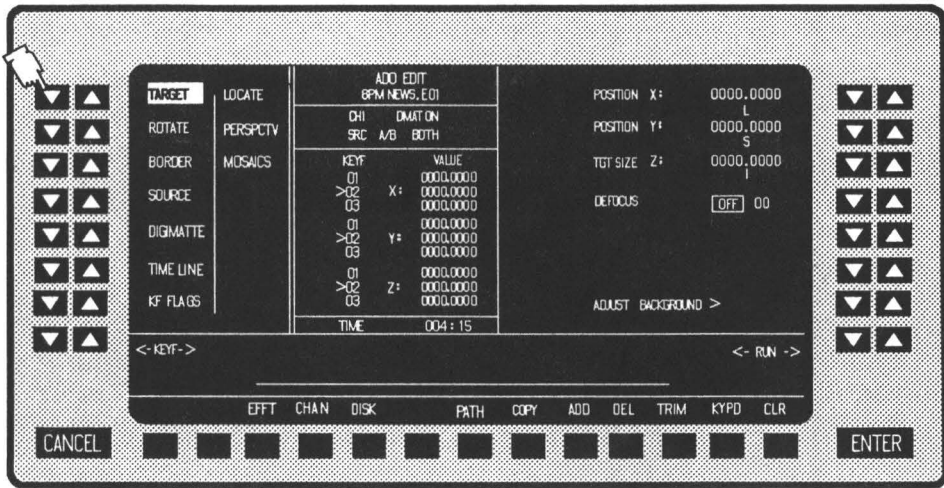 TARGET
LOCATE
ROTATE
PERSPCTV
BORDER
MOSAICS
SOURCE
DIGIMATTE
TIME LINE
KF FLAGS
ADO EDIT
6PM NEWS.E01
CH1 DMAT ON
SRC A/B BOTH
KEYF VALUE
01 0000.0000
>02 X: 0000.0000
03 0000.0000
01 0000.0000
>02 Y: 0000.0000
03 0000.0000
01 0000.0000
>02 Z: 0000.0000
03 0000.0000
TIME 004:15
POSITION X: 0000.0000
L
POSITION Y: 0000.0000
S
TGT SIZE Z: 0000.0000
I
DEFOCUS OFF 00
ADJUST BACKGROUND >
<- KEYF->
<- RUN ->
EFFT CHAN DISK PATH COPY ADD DEL TRIM KYPD CLR
CANCEL
ENTER